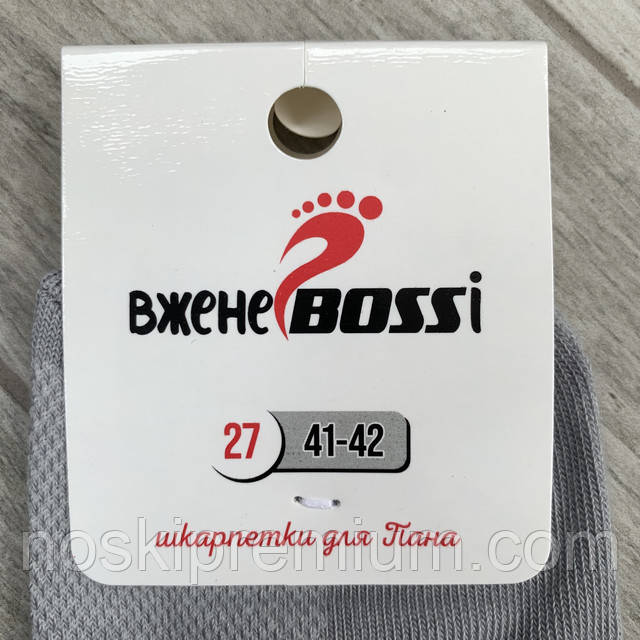 вжене BOSSi
27 41-42
шкарпетки для Пана
noskipremium.com